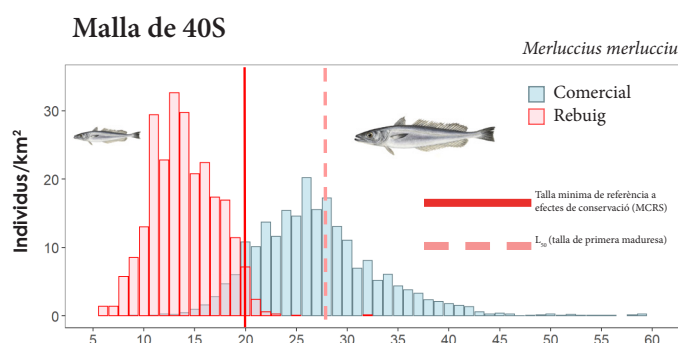 Malla de 40S
Merluccius merlucciu
Comercial
Rebuig
Individus/km²
30
20
10
0
Talla mínima de referència a
efectes de conservació (MCRS)
L₅₀ (talla de primera maduresa)
5 10 15 20 25 30 35 40 45 50 55 60